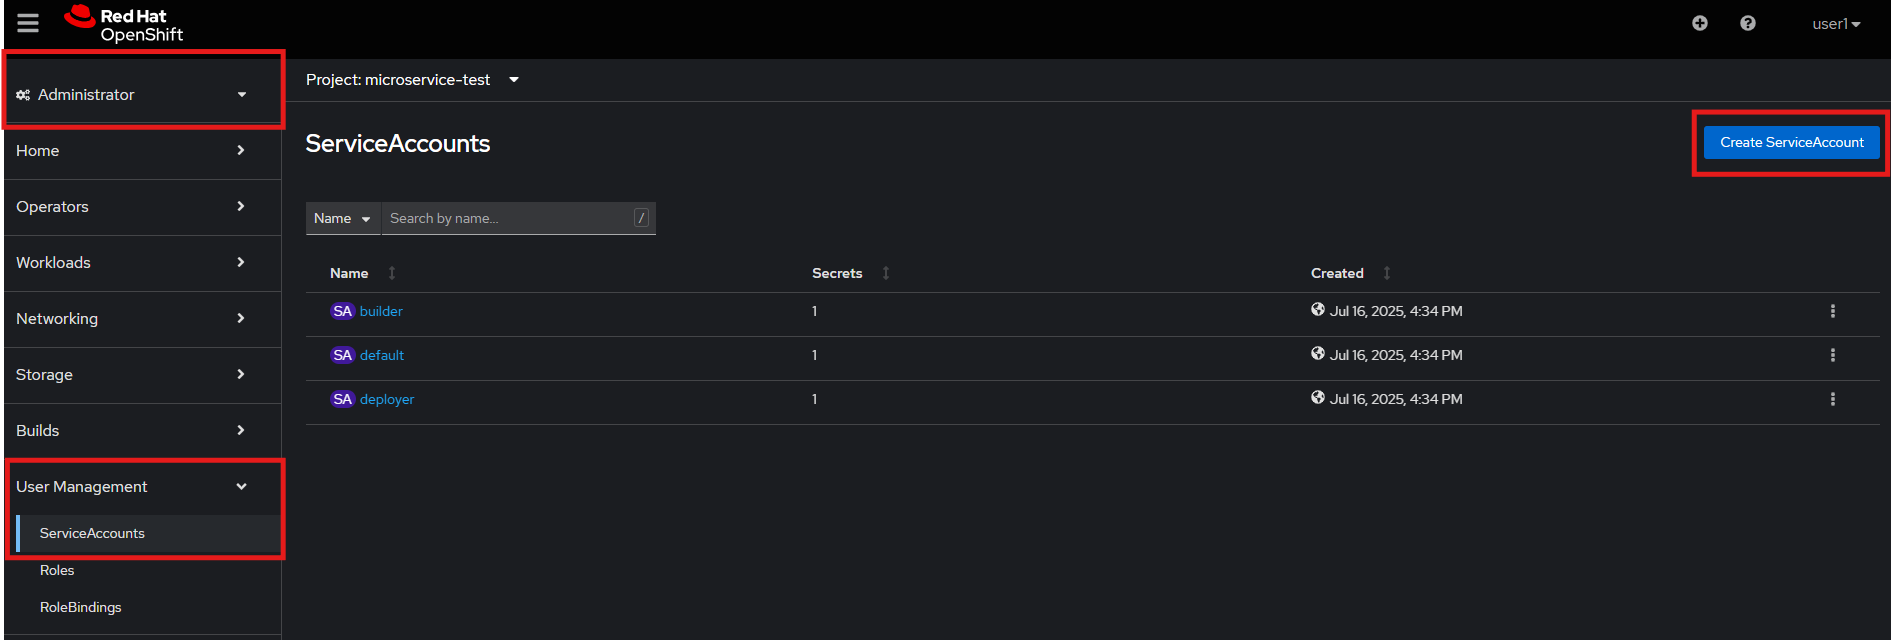 Red Hat
OpenShift
user1
Administrator
Project: microservice-test
Home
Operators
Workloads
Networking
Storage
Builds
User Management
ServiceAccounts
Roles
RoleBindings
ServiceAccounts
Create ServiceAccount
Name Search by name... /
Name Secrets Created
SA builder 1 Jul 16, 2025, 4:34 PM
SA default 1 Jul 16, 2025, 4:34 PM
SA deployer 1 Jul 16, 2025, 4:34 PM